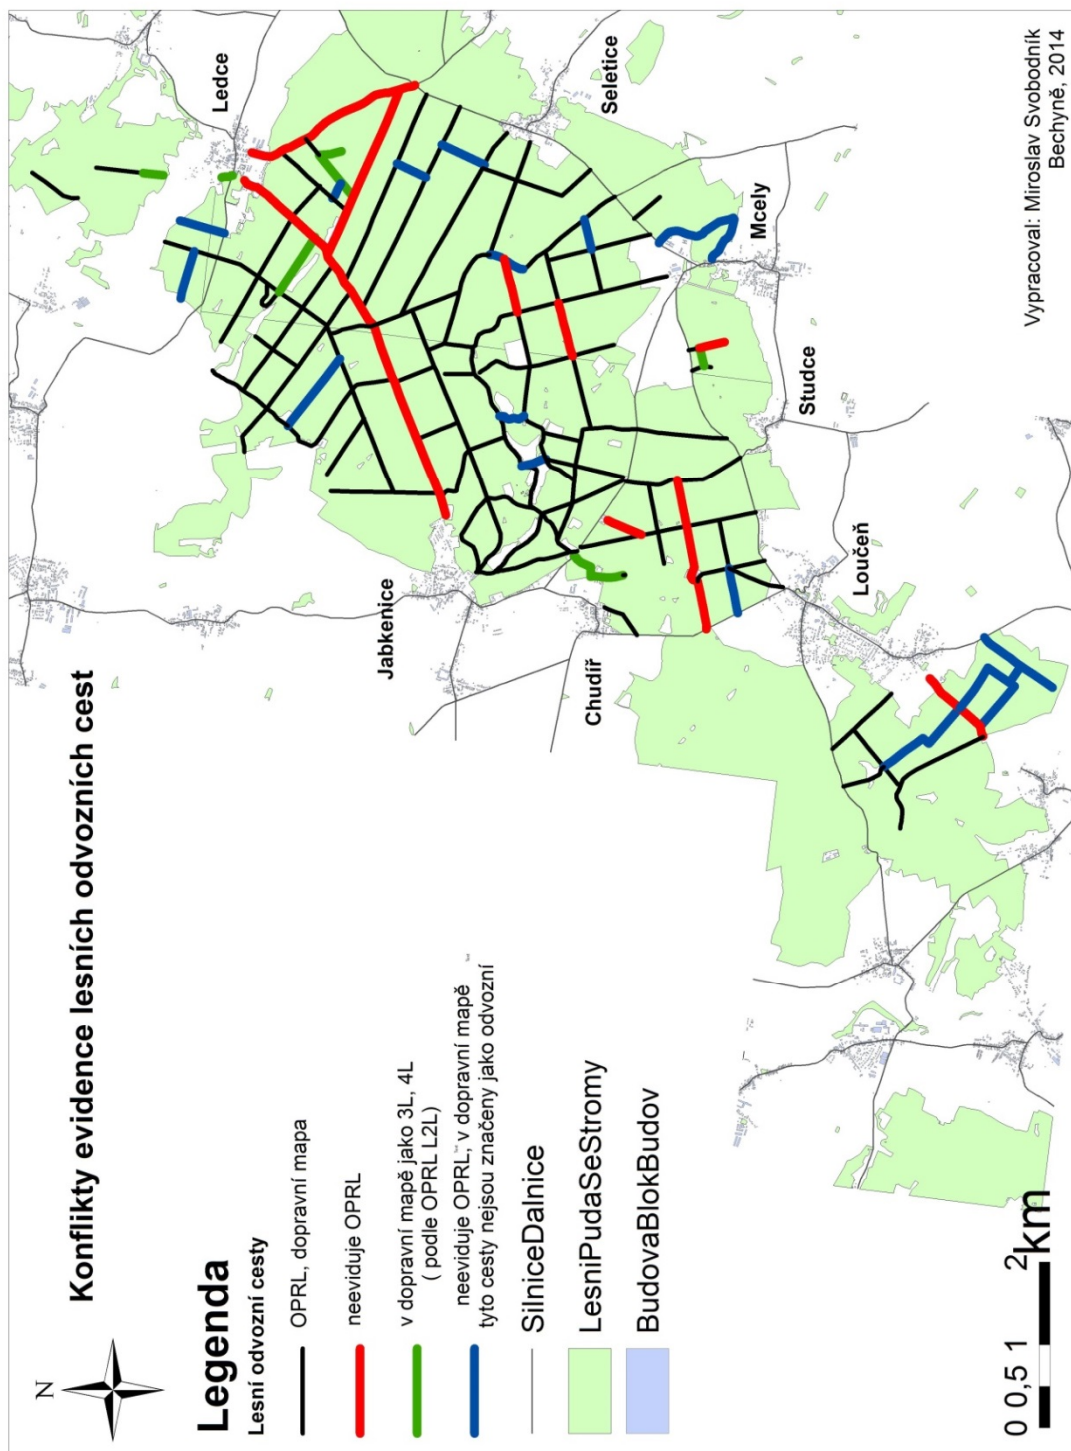 Konflikty evidence lesních odvozních cest
N
Legenda
Lesní odvozní cesty
OPRL, dopravní mapa
neeviduje OPRL
v dopravní mapě jako 3L, 4L
( podle OPRL L2L)
neeviduje OPRL, v dopravní mapě
tyto cesty nejsou značeny jako odvozní
SilniceDalnice
LesniPudaSeStromy
BudovaBlokBudov
0 0,5 1 2
km
Ledce
Seletice
Jabkenice
Mcely
Chudíř
Studce
Loučeň
Vypracoval: Miroslav Svobodník
Bechyně, 2014